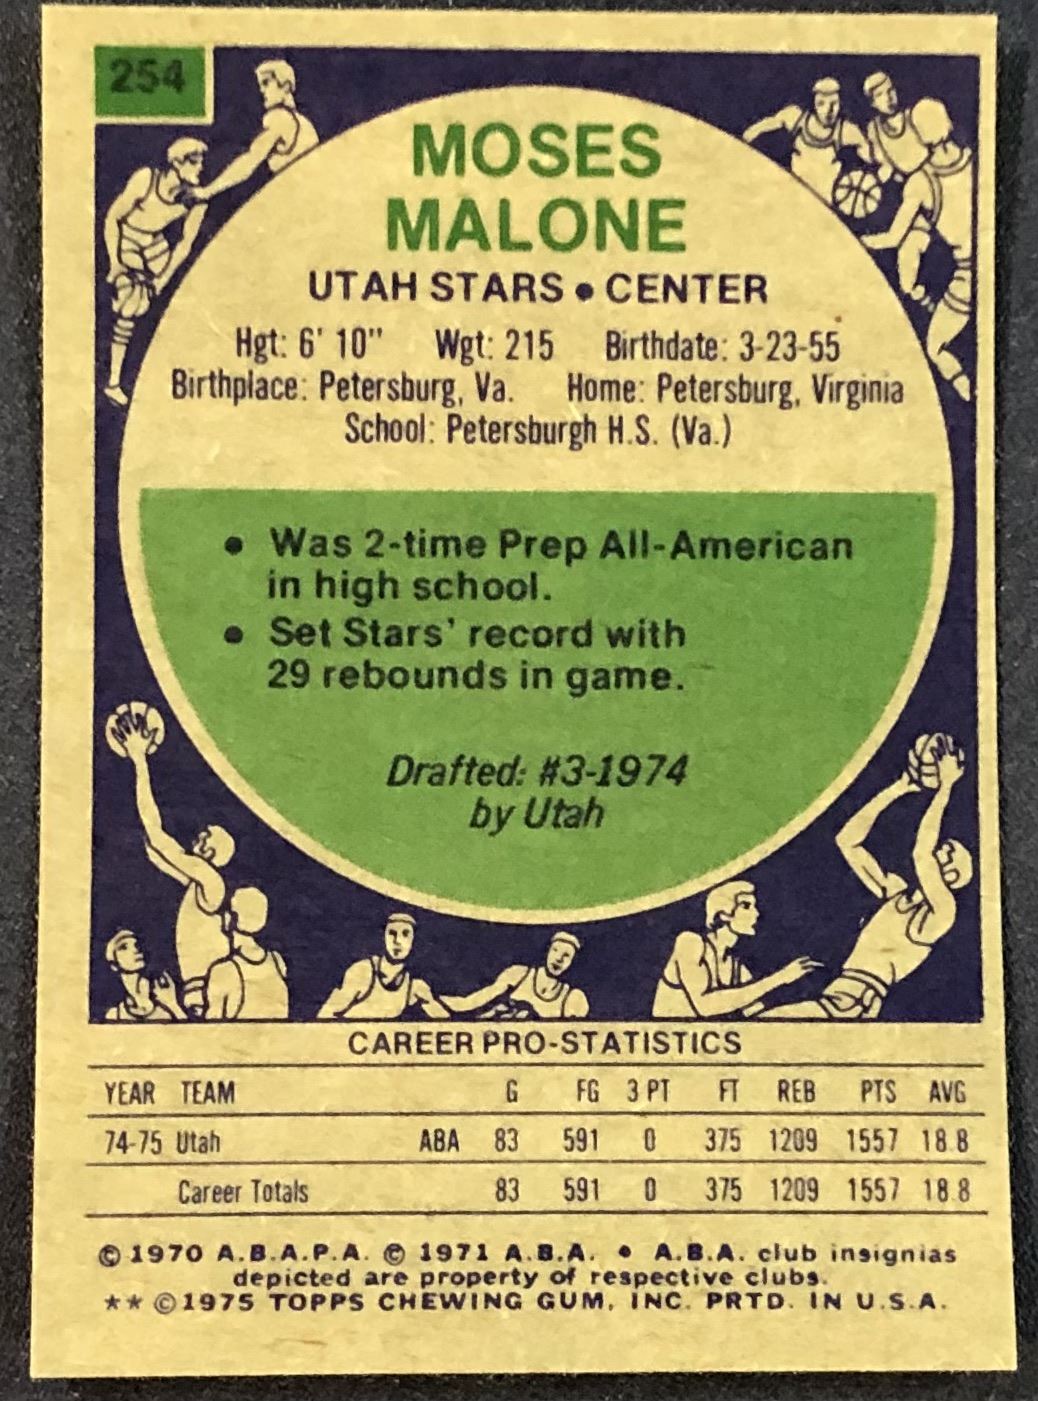 254
MOSES
MALONE
UTAH STARS • CENTER
Hgt: 6' 10" Wgt: 215 Birthdate: 3-23-55
Birthplace: Petersburg, Va. Home: Petersburg, Virginia
School: Petersburgh H.S. (Va.)
• Was 2-time Prep All-American
in high school.
• Set Stars' record with
29 rebounds in game.
Drafted: #3-1974
by Utah
CAREER PRO-STATISTICS
YEAR TEAM G FG 3 PT FT REB PTS AVG
74-75 Utah ABA 83 591 0 375 1209 1557 18.8
Career Totals 83 591 0 375 1209 1557 18.8
© 1970 A.B.A.P.A. © 1971 A.B.A. • A.B.A. club insignias
depicted are property of respective clubs.
** © 1975 TOPPS CHEWING GUM, INC. PRTD. IN U.S.A.